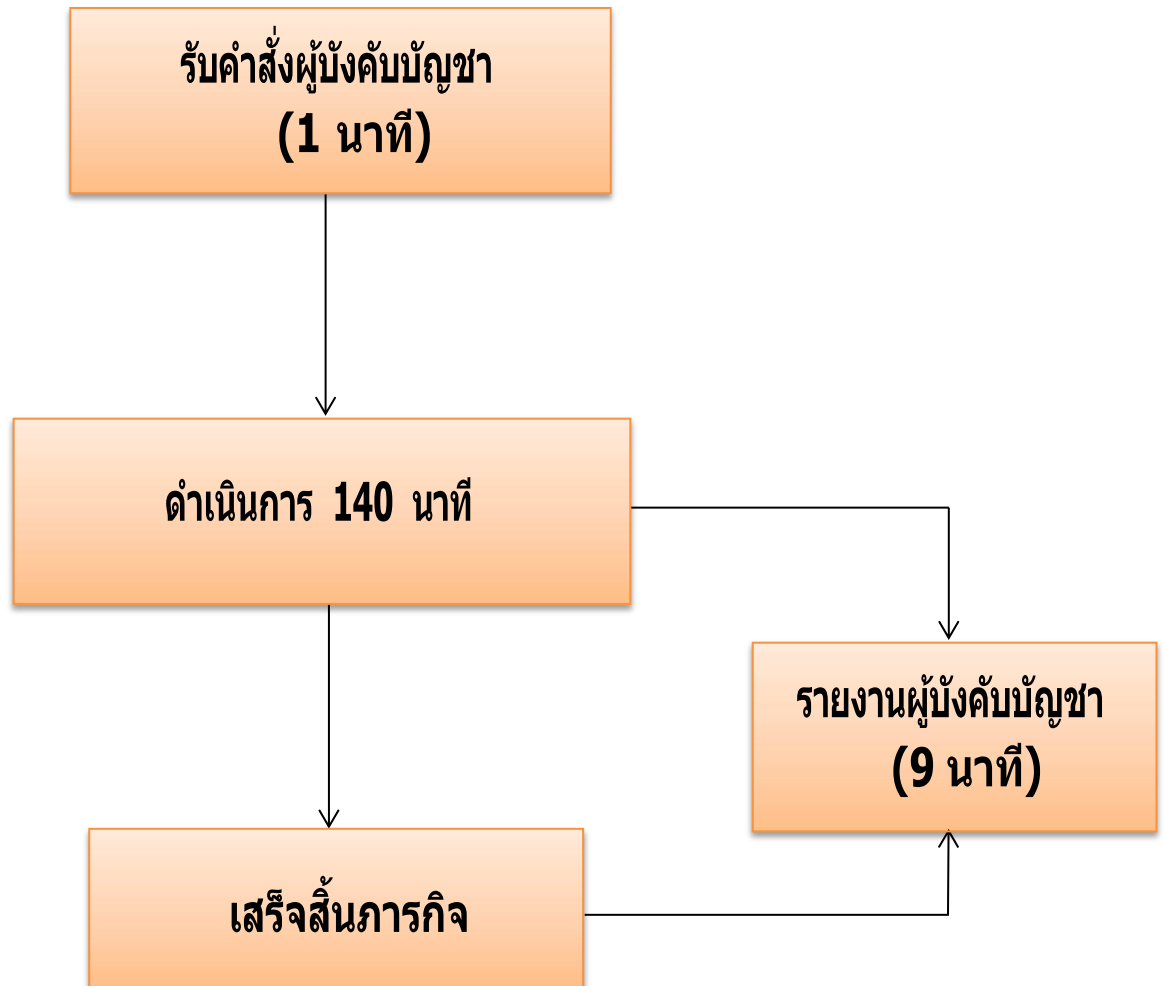 รับคำสั่งผู้บังคับบัญชา
(1 นาที)
ดำเนินการ 140 นาที
รายงานผู้บังคับบัญชา
(9 นาที)
เสร็จสิ้นภารกิจ